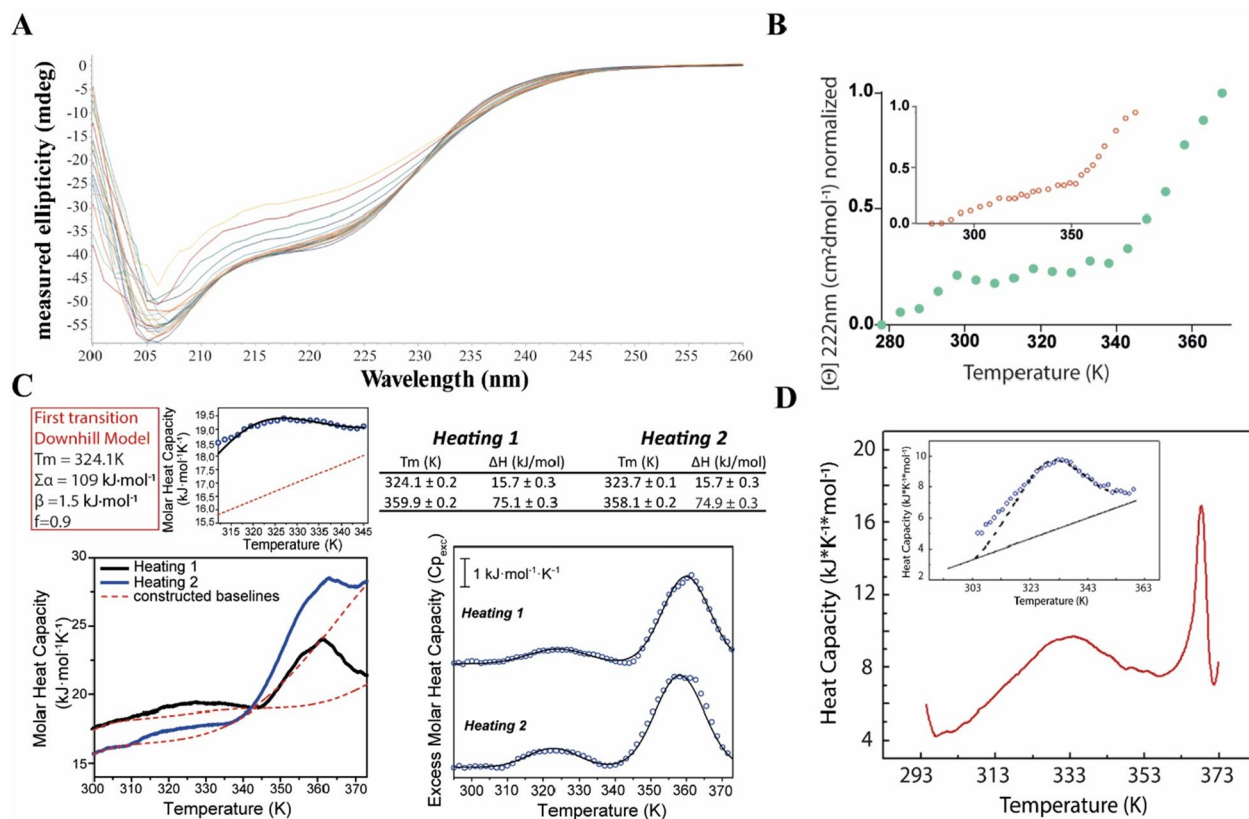 A
measured ellipticity (mdeg)
0
-5
-10
-15
-20
-25
-30
-35
-40
-45
-50
-55
200 205 210 215 220 225 230 235 240 245 250 255 260
Wavelength (nm)
B
[Θ] 222nm (cm²dmol⁻¹) normalized
1.0
0.5
0.0
1.0
0.5
0.0
300 350
280 300 320 340 360
Temperature (K)
C
First transition
Downhill Model
Tm = 324.1K
Σα = 109 kJ·mol⁻¹
β =1.5 kJ·mol⁻¹
f=0.9
Molar Heat Capacity
(kJ·mol⁻¹K⁻¹)
19.5
19.0
18.5
18.0
17.5
17.0
16.5
16.0
15.5
315 320 325 330 335 340 345
Temperature (K)
Heating 1 Heating 2
Tm (K) ΔH (kJ/mol) Tm (K) ΔH (kJ/mol)
324.1 ± 0.2 15.7 ± 0.3 323.7 ± 0.1 15.7 ± 0.3
359.9 ± 0.2 75.1 ± 0.3 358.1 ± 0.2 74.9 ± 0.3
Molar Heat Capacity
(kJ·mol⁻¹K⁻¹)
30
25
20
15
Heating 1
Heating 2
constructed baselines
300 310 320 330 340 350 360 370
Temperature (K)
Excess Molar Heat Capacity (Cpexc)
1 kJ·mol⁻¹·K⁻¹
Heating 1
Heating 2
300 310 320 330 340 350 360 370
Temperature (K)
D
Heat Capacity (kJ*K⁻¹*mol⁻¹)
20
16
12
8
4
Heat Capacity (kJ*K⁻¹*mol⁻¹)
10
8
6
4
2
303 323 343 363
Temperature (K)
293 313 333 353 373
Temperature (K)